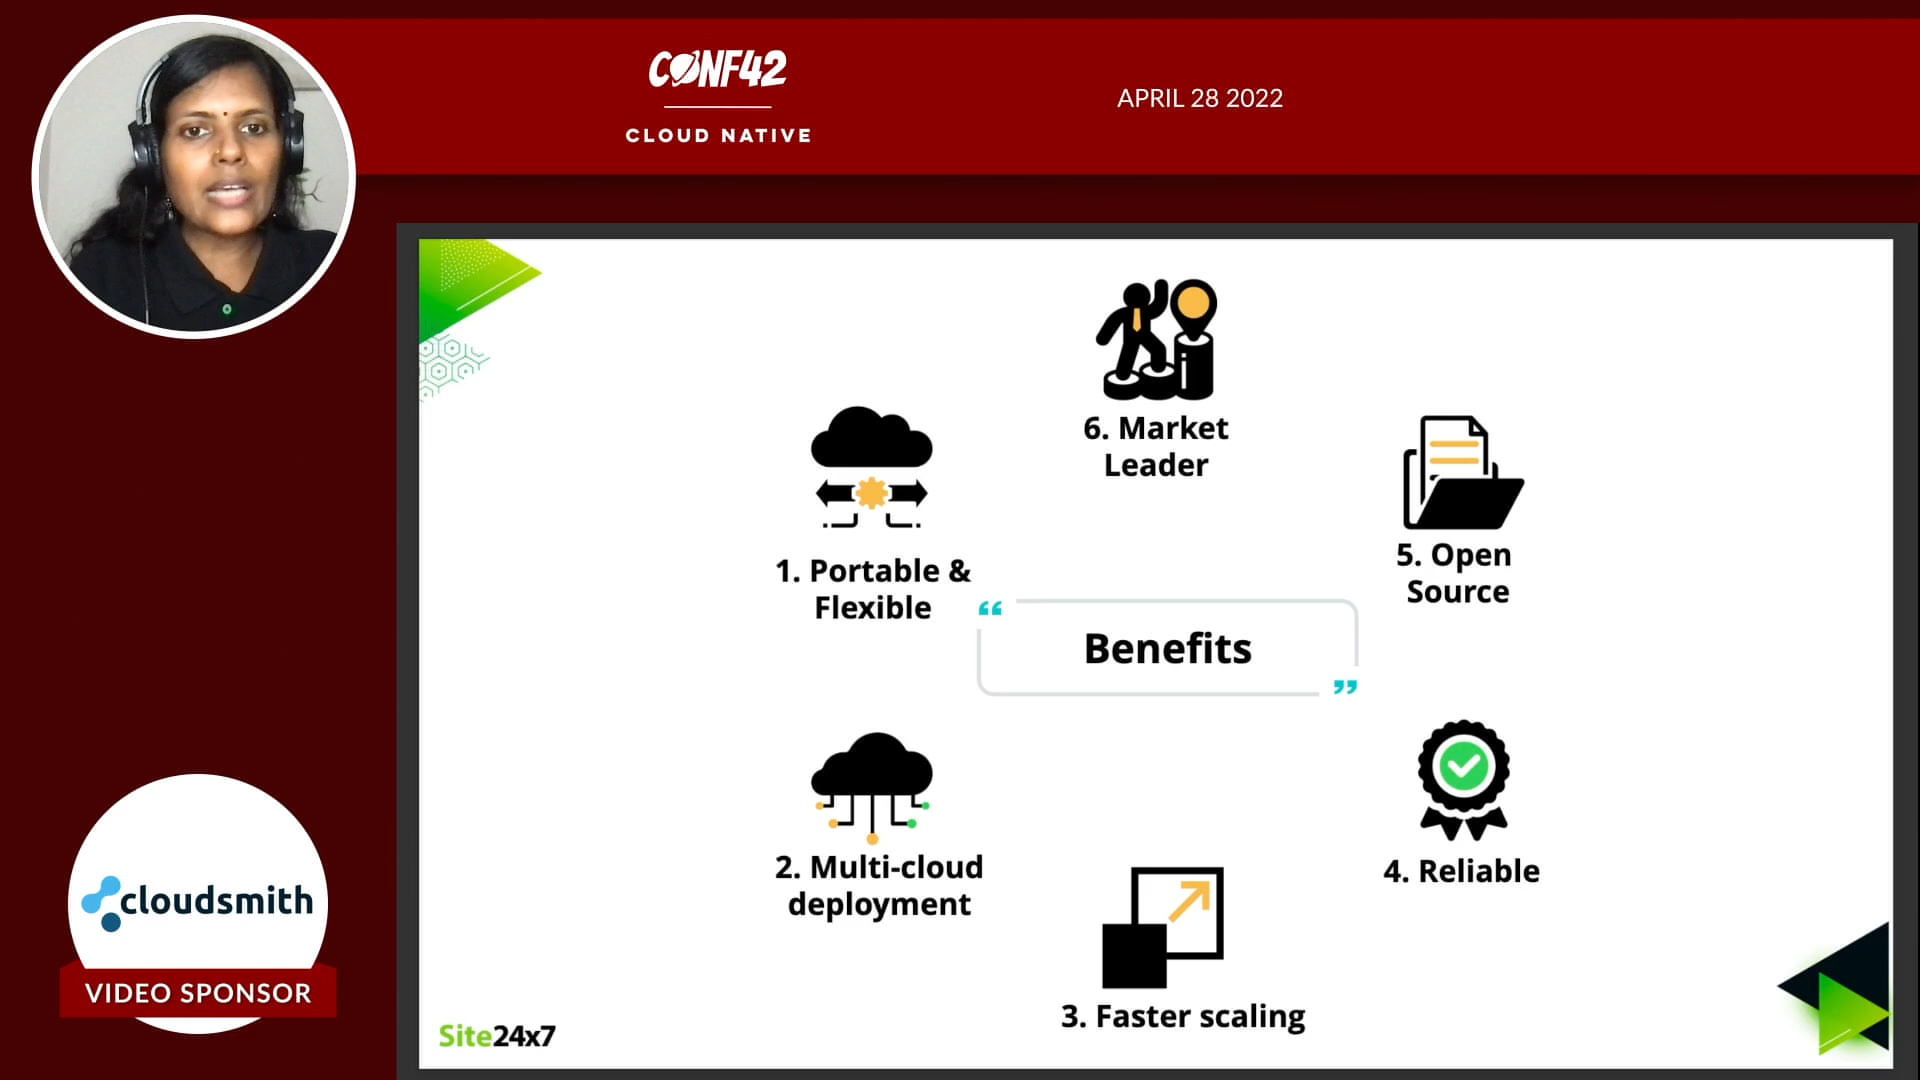 CONF42
CLOUD NATIVE
APRIL 28 2022
6. Market
Leader
1. Portable &
Flexible
5. Open
Source
“
Benefits
”
2. Multi-cloud
deployment
4. Reliable
3. Faster scaling
Site24x7
cloudsmith
VIDEO SPONSOR